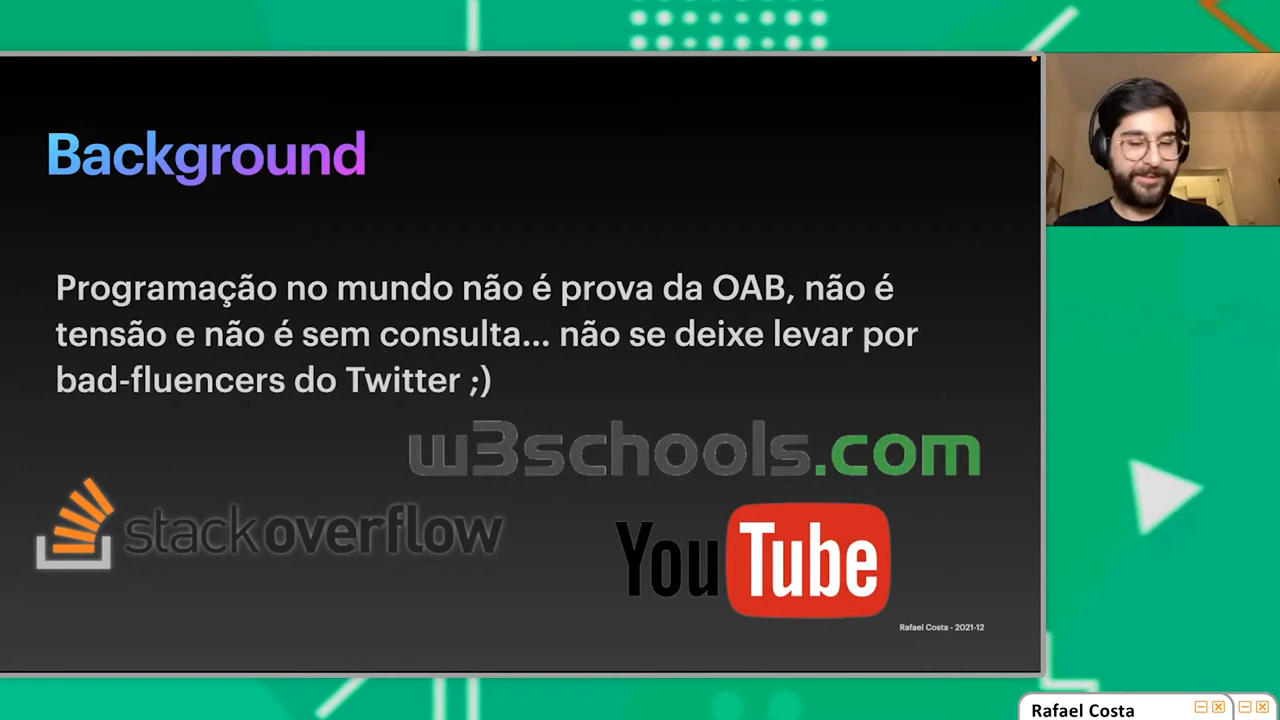 Background
Programação no mundo não é prova da OAB, não é
tensão e não é sem consulta... não se deixe levar por
bad-fluencers do Twitter ;)
w3schools.com
stackoverflow
YouTube
Rafael Costa - 2021-12
Rafael Costa